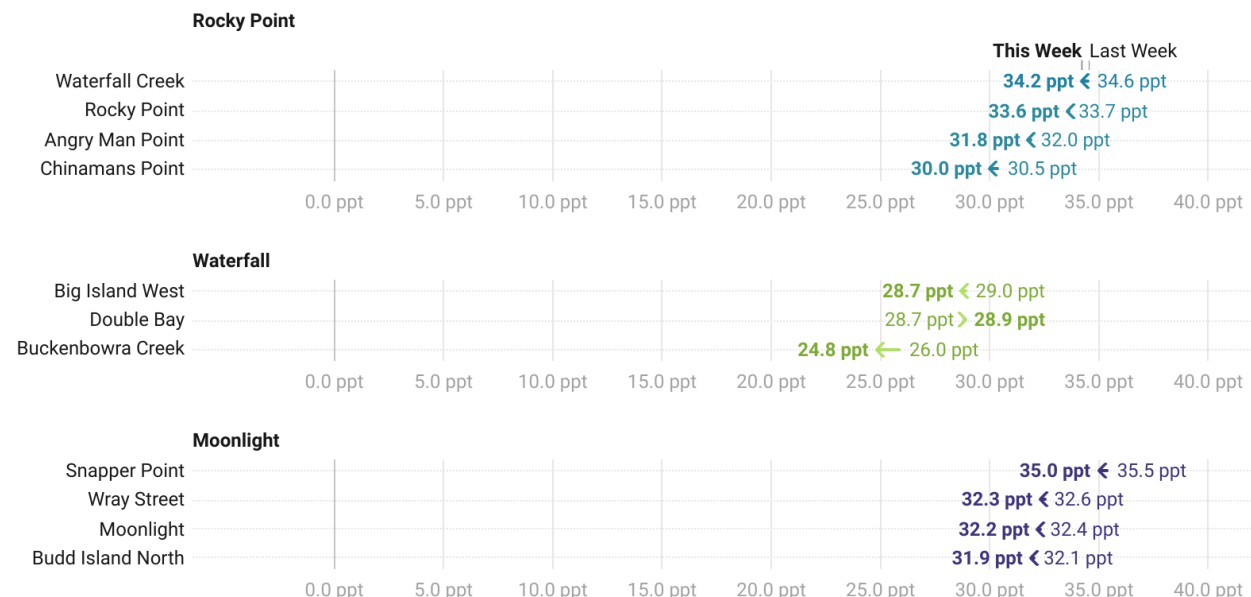 Rocky Point
This Week Last Week
Waterfall Creek 34.2 ppt 34.6 ppt
Rocky Point 33.6 ppt 33.7 ppt
Angry Man Point 31.8 ppt 32.0 ppt
Chinamans Point 30.0 ppt 30.5 ppt
0.0 ppt 5.0 ppt 10.0 ppt 15.0 ppt 20.0 ppt 25.0 ppt 30.0 ppt 35.0 ppt 40.0 ppt
Waterfall
Big Island West 28.7 ppt 29.0 ppt
Double Bay 28.7 ppt 28.9 ppt
Buckenbowra Creek 24.8 ppt 26.0 ppt
0.0 ppt 5.0 ppt 10.0 ppt 15.0 ppt 20.0 ppt 25.0 ppt 30.0 ppt 35.0 ppt 40.0 ppt
Moonlight
Snapper Point 35.0 ppt 35.5 ppt
Wray Street 32.3 ppt 32.6 ppt
Moonlight 32.2 ppt 32.4 ppt
Budd Island North 31.9 ppt 32.1 ppt
0.0 ppt 5.0 ppt 10.0 ppt 15.0 ppt 20.0 ppt 25.0 ppt 30.0 ppt 35.0 ppt 40.0 ppt